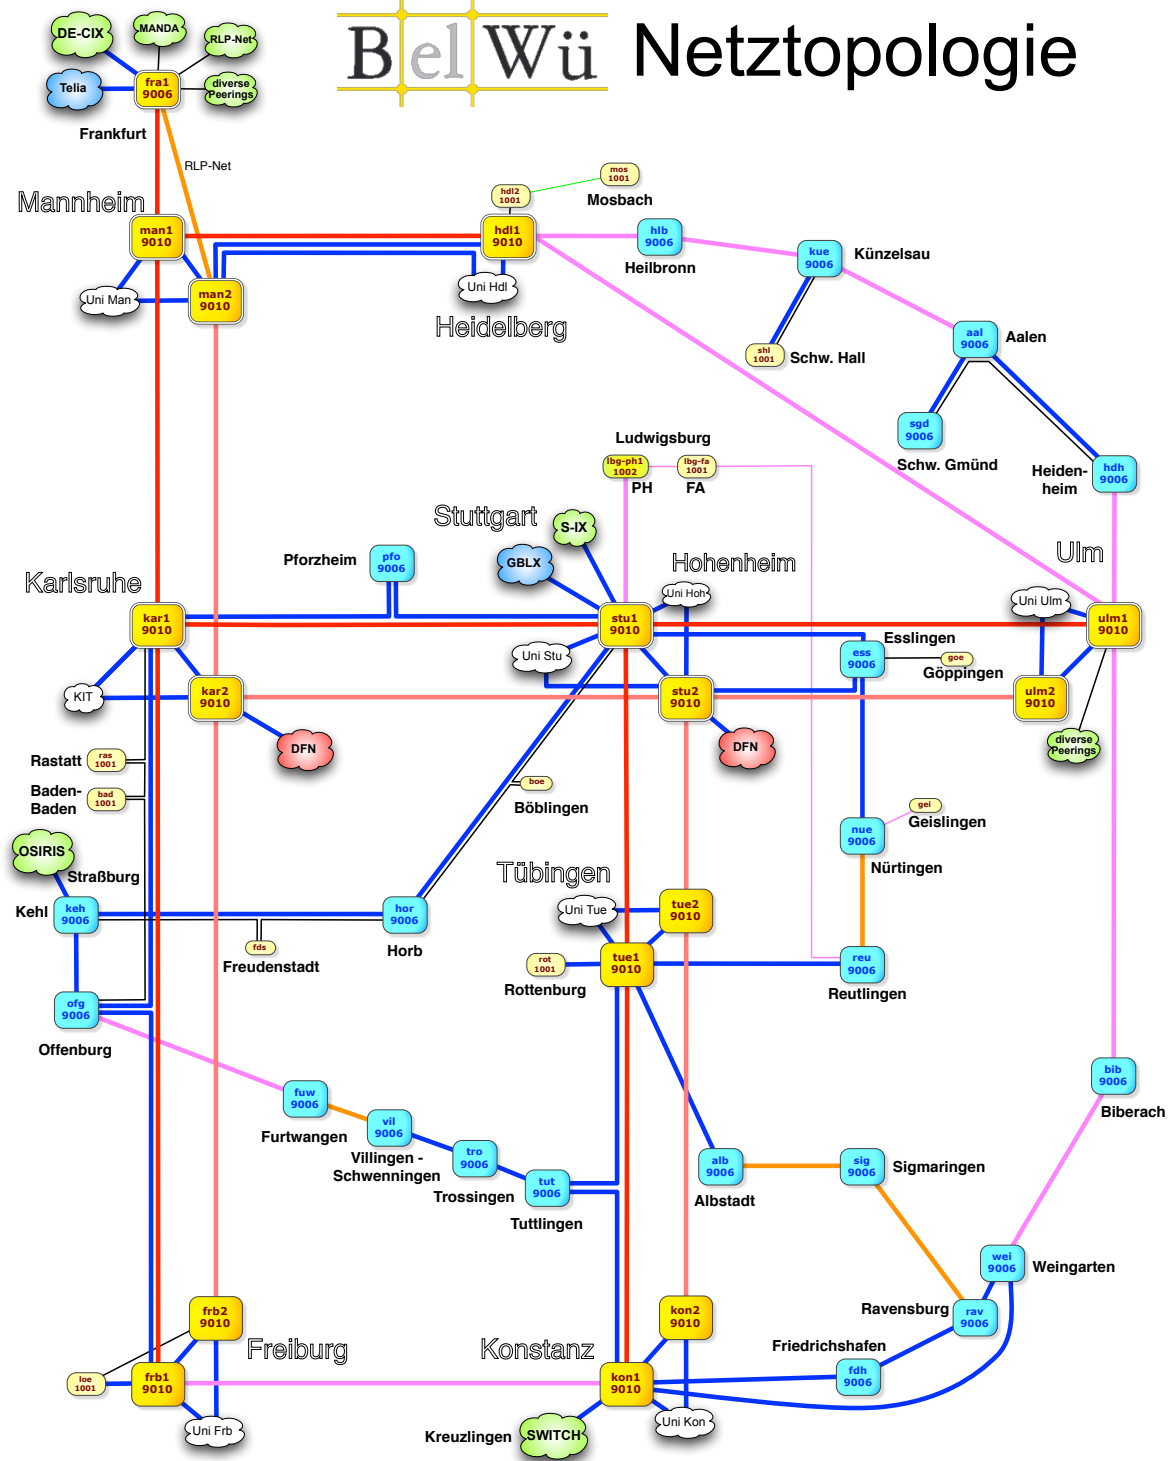 BelWü Netztopologie
DE-CIX
MANDA
RLP-Net
Telia
fra1
9006
diverse
Peerings
Frankfurt
RLP-Net
Mannheim
man1
9010
Uni Man
man2
9010
hdl2
1001
mos
1001
Mosbach
hdl1
9010
Uni Hdl
Heidelberg
hlb
9006
Heilbronn
kue
9006
Künzelsau
shl
1001
Schw. Hall
aal
9006
Aalen
sgd
9006
Schw. Gmünd
Heiden-
heim
hdh
9006
Ludwigsburg
lbg-ph1
1002
PH
lbg-fa
1001
FA
Stuttgart
S-IX
GBLX
Hohenheim
Uni Hoh
Ulm
Uni Ulm
Pforzheim
pfo
9006
Karlsruhe
kar1
9010
stu1
9010
ulm1
9010
Uni Stu
Esslingen
ess
9006
goe
Göppingen
KIT
kar2
9010
stu2
9010
ulm2
9010
DFN
DFN
diverse
Peerings
Rastatt
ras
1001
Baden-
Baden
bad
1001
boe
Böblingen
gei
Geislingen
nue
9006
Nürtingen
OSIRIS
Straßburg
Kehl
keh
9006
hor
9006
Horb
fds
Freudenstadt
Tübingen
Uni Tue
tue2
9010
rot
1001
Rottenburg
tue1
9010
reu
9006
Reutlingen
ofg
9006
Offenburg
fuw
9006
Furtwangen
vil
9006
Villingen -
Schwenningen
tro
9006
Trossingen
tut
9006
Tuttlingen
bib
9006
Biberach
alb
9006
Albstadt
sig
9006
Sigmaringen
wei
9006
Weingarten
Ravensburg
rav
9006
Friedrichshafen
fdh
9006
frb2
9010
Freiburg
loe
1001
frb1
9010
Uni Frb
Konstanz
kon2
9010
kon1
9010
Uni Kon
Kreuzlingen
SWITCH